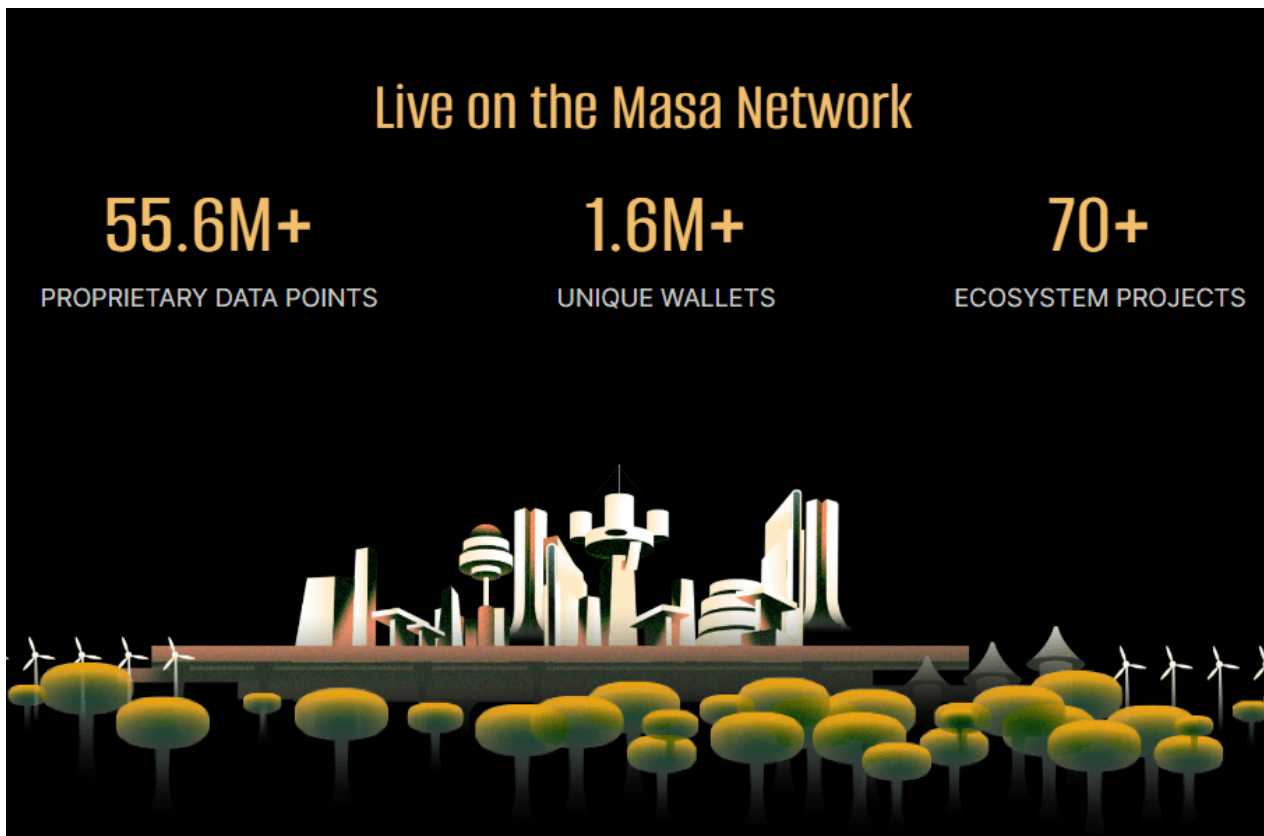 Live on the Masa Network
55.6M+
PROPRIETARY DATA POINTS
1.6M+
UNIQUE WALLETS
70+
ECOSYSTEM PROJECTS